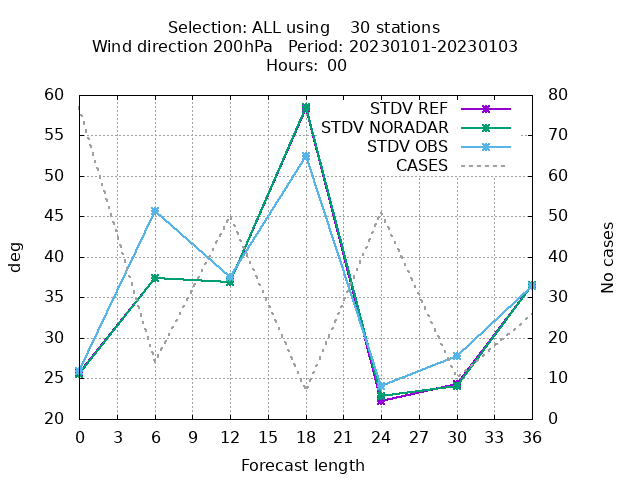 Selection: ALL using    30 stations
Wind direction 200hPa   Period: 20230101-20230103
Hours: 00
60
55
50
45
40
35
30
25
20
deg
STDV REF
STDV NORADAR
STDV OBS
CASES
80
70
60
50
40
30
20
10
0
No cases
0 3 6 9 12 15 18 21 24 27 30 33 36
Forecast length